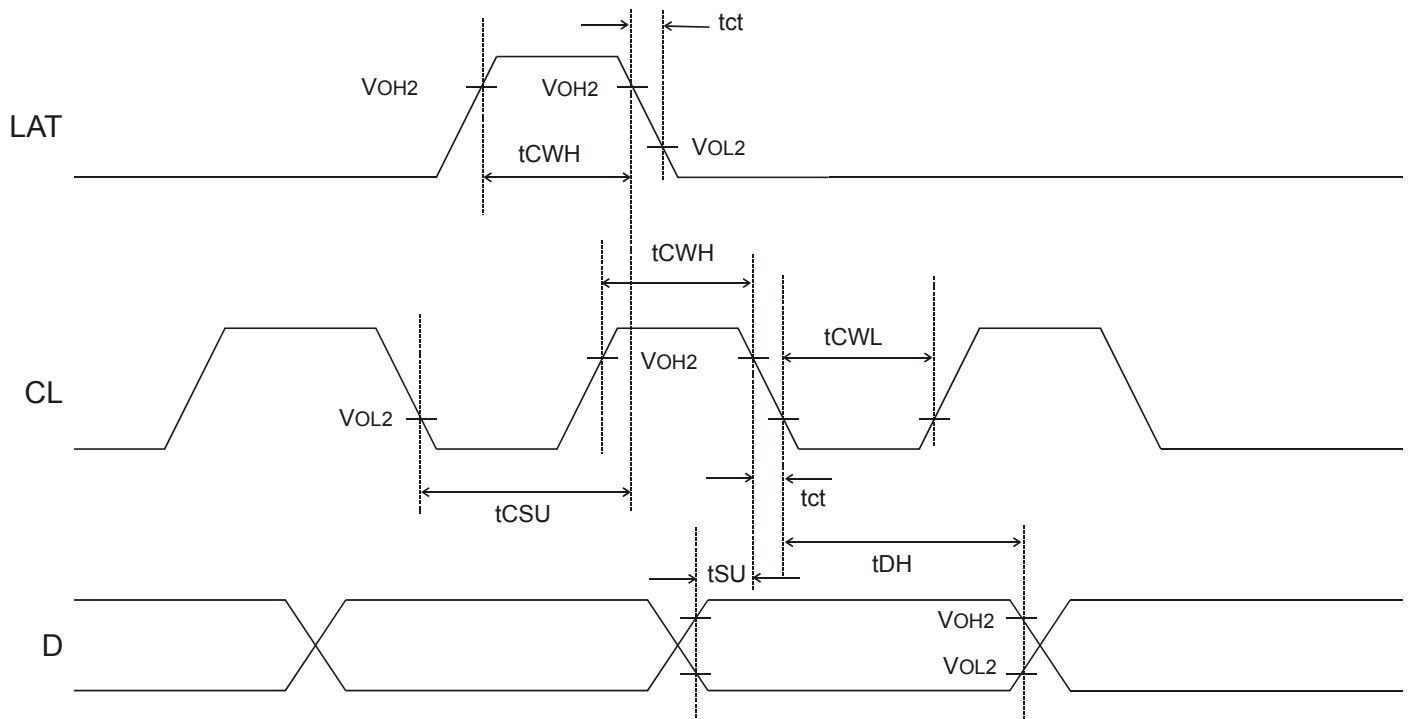 tct
VOH2
VOH2
LAT
VOL2
tCWH
tCWH
tCWL
VOH2
CL
VOL2
tCSU
tct
tSU
tDH
VOH2
D
VOL2